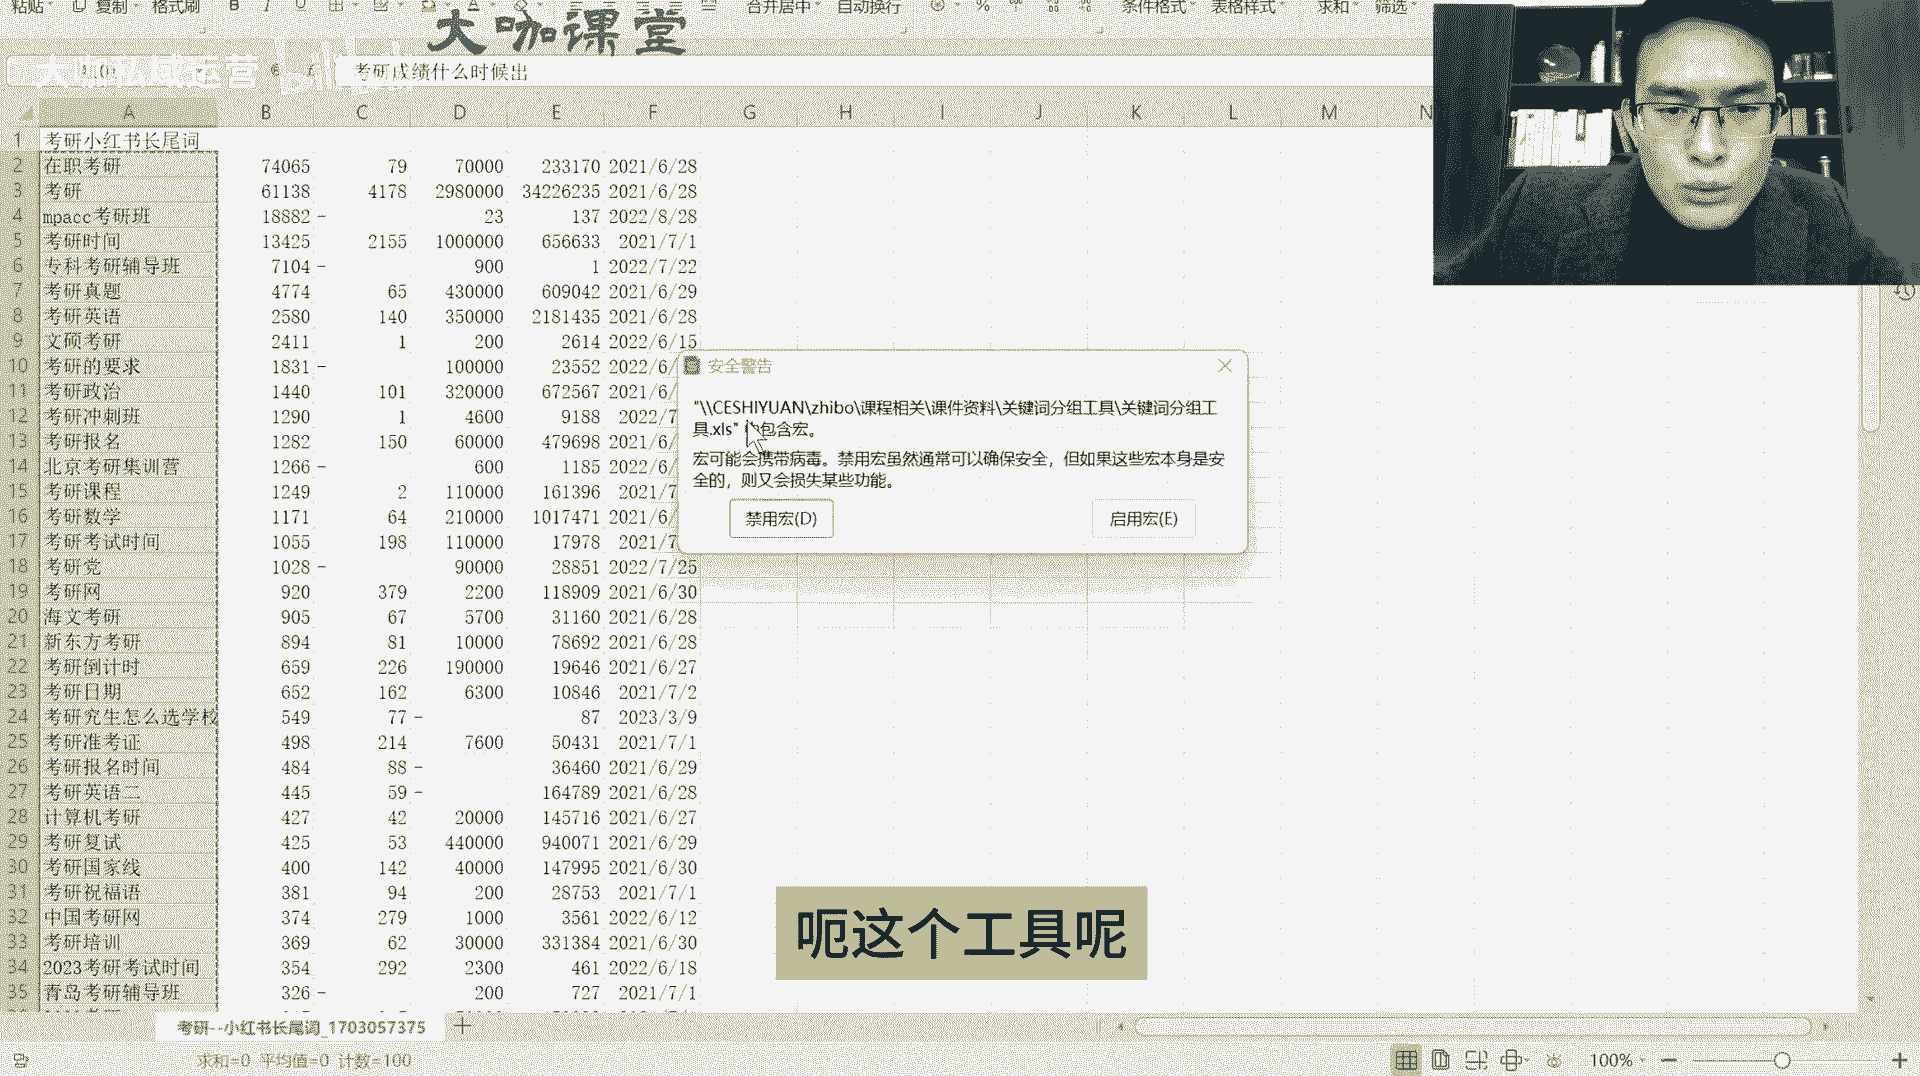 粘贴 复制 格式刷 B I U 合并居中 自动换行 % 条件格式 表格样式 求和 筛选
大咖课堂
大咖私域运营 bilibili
考研成绩什么时候出
A B C D E F G H I J K L M N
1 考研小红书长尾词
2 在职考研 74065 79 70000 233170 2021/6/28
3 考研 61138 4178 2980000 34226235 2021/6/28
4 mpacc考研班 18882 - 23 137 2022/8/28
5 考研时间 13425 2155 1000000 656633 2021/7/1
6 专科考研辅导班 7104 - 900 1 2022/7/22
7 考研真题 4774 65 430000 609042 2021/6/29
8 考研英语 2580 140 350000 2181435 2021/6/28
9 文硕考研 2411 1 200 2614 2022/6/15
10 考研的要求 1831 - 100000 23552 2022/6/
11 考研政治 1440 101 320000 672567 2021/6/
12 考研冲刺班 1290 1 4600 9188 2022/7
13 考研报名 1282 150 60000 479698 2021/6/
14 北京考研集训营 1266 - 600 1185 2022/6/
15 考研课程 1249 2 110000 161396 2021/7
16 考研数学 1171 64 210000 1017471 2021/6/
17 考研考试时间 1055 198 110000 17978 2021/7
18 考研党 1028 - 90000 28851 2022/7/25
19 考研网 920 379 2200 118909 2021/6/30
20 海文考研 905 67 5700 31160 2021/6/28
21 新东方考研 894 81 10000 78692 2021/6/28
22 考研倒计时 659 226 190000 19646 2021/6/27
23 考研日期 652 162 6300 10846 2021/7/2
24 考研究生怎么选学校 549 77 - 87 2023/3/9
25 考研准考证 498 214 7600 50431 2021/7/1
26 考研报名时间 484 88 - 36460 2021/6/29
27 考研英语二 445 59 - 164789 2021/6/28
28 计算机考研 427 42 20000 145716 2021/6/27
29 考研复试 425 53 440000 940071 2021/6/29
30 考研国家线 400 142 40000 147995 2021/6/30
31 考研祝福语 381 94 200 28753 2021/7/1
32 中国考研网 374 279 1000 3561 2022/6/12
33 考研培训 369 62 30000 331384 2021/6/30
34 2023考研考试时间 354 292 2300 461 2022/6/18
35 青岛考研辅导班 326 - 200 727 2021/7/1
安全警告
"\\CESHIYUAN\zhibo\课程相关\课件资料\关键词分组工具\关键词分组工
具.xls" 中包含宏。
宏可能会携带病毒。禁用宏虽然通常可以确保安全，但如果这些宏本身是安
全的，则又会损失某些功能。
禁用宏(D) 启用宏(E)
呃这个工具呢
考研--小红书长尾词_1703057375
求和=0 平均值=0 计数=100
100%